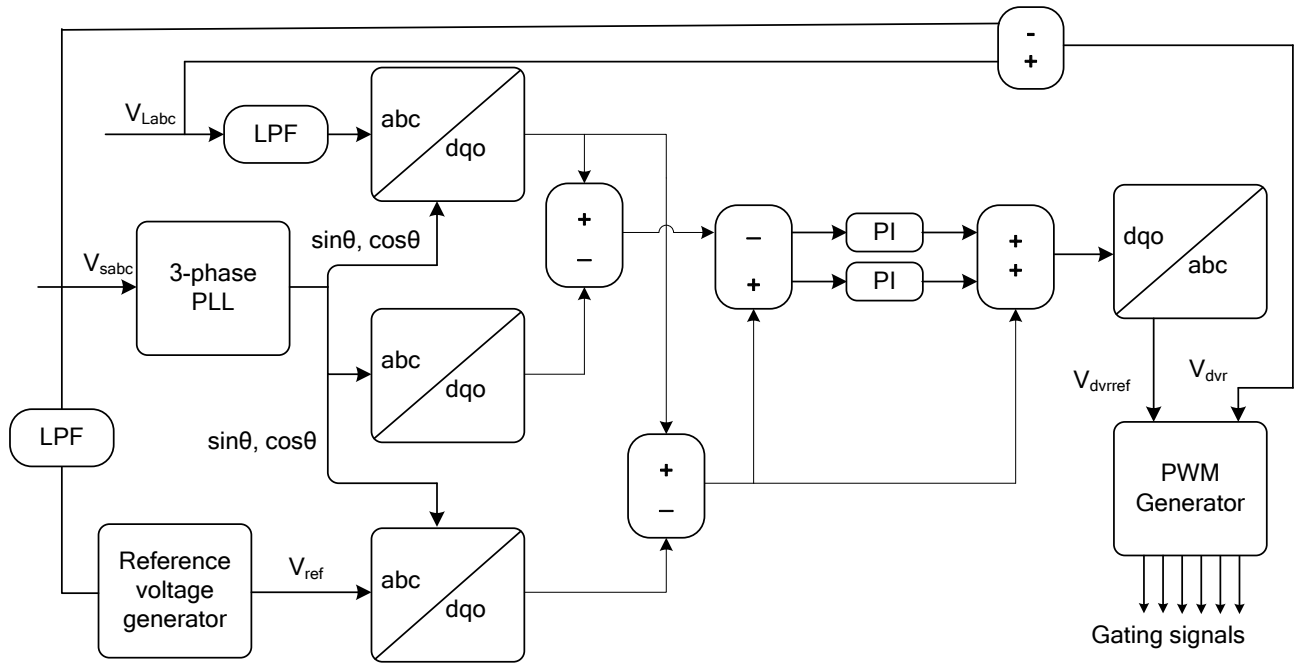 -
+
V_Labc
LPF
abc
dqo
sinθ, cosθ
+
–
V_sabc
3-phase
PLL
–
+
PI
PI
+
+
dqo
abc
abc
dqo
V_dvrref
V_dvr
LPF
sinθ, cosθ
+
–
PWM
Generator
Reference
voltage
generator
V_ref
abc
dqo
Gating signals